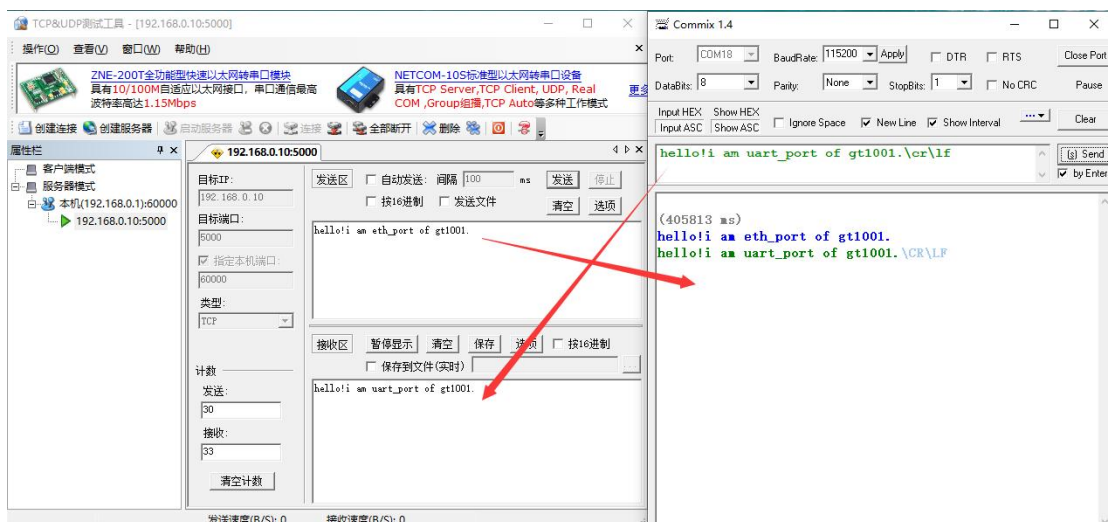 TCP&UDP测试工具 - [192.168.0.10:5000]
操作(O) 查看(V) 窗口(W) 帮助(H)
ZNE-200T全功能型快速以太网转串口模块
具有10/100M自适应以太网接口，串口通信最高
波特率高达1.15Mbps
NETCOM-10S标准型以太网转串口设备
具有TCP Server,TCP Client, UDP, Real
COM ,Group组播,TCP Auto等多种工作模式
创建连接 创建服务器 启动服务器 连接 全部断开 删除
属性栏
客户端模式
服务器模式
本机(192.168.0.1):60000
192.168.0.10:5000
192.168.0.10:5000
目标IP:
192.168.0.10
目标端口:
5000
指定本机端口:
60000
类型:
TCP
计数
发送:
30
接收:
33
清空计数
发送区 自动发送: 间隔 100 ms 发送 停止
按16进制 发送文件 清空 选项
hello!i am eth_port of gt1001.
接收区 暂停显示 清空 保存 选项 按16进制
保存到文件(实时) ...
hello!i am uart_port of gt1001.
发送速度(B/S): 0 接收速度(B/S): 0
Commix 1.4
Port: COM18 BaudRate: 115200 Apply DTR RTS Close Port
DataBits: 8 Parity: None StopBits: 1 No CRC Pause
Input HEX Show HEX
Input ASC Show ASC Ignore Space New Line Show Interval ... Clear
hello!i am uart_port of gt1001.\cr\lf
(s) Send
by Enter
(405813 ms)
hello!i am eth_port of gt1001.
hello!i am uart_port of gt1001.\CR\LF